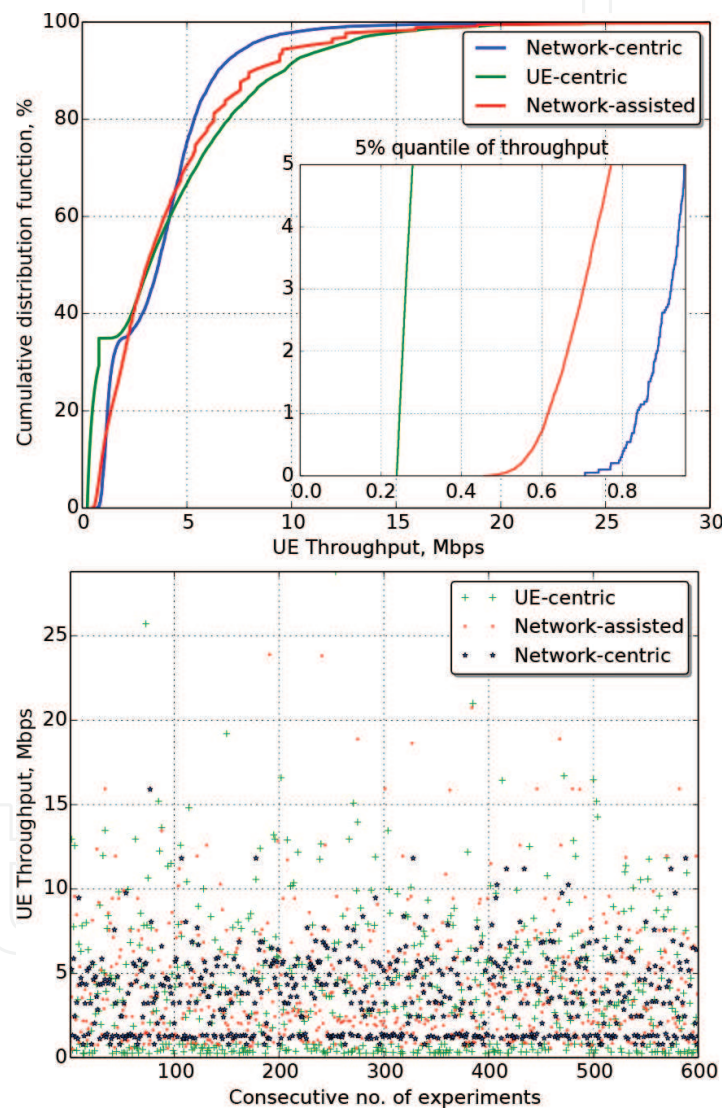 100
80
60
40
20
0
Cumulative distribution function, %
Network-centric
UE-centric
Network-assisted
5% quantile of throughput
5
4
3
2
1
0
0.0 0.2 0.4 0.6 0.8
0 5 10 15 20 25 30
UE Throughput, Mbps
UE-centric
Network-assisted
Network-centric
25
20
15
10
5
0
UE Throughput, Mbps
100 200 300 400 500 600
Consecutive no. of experiments